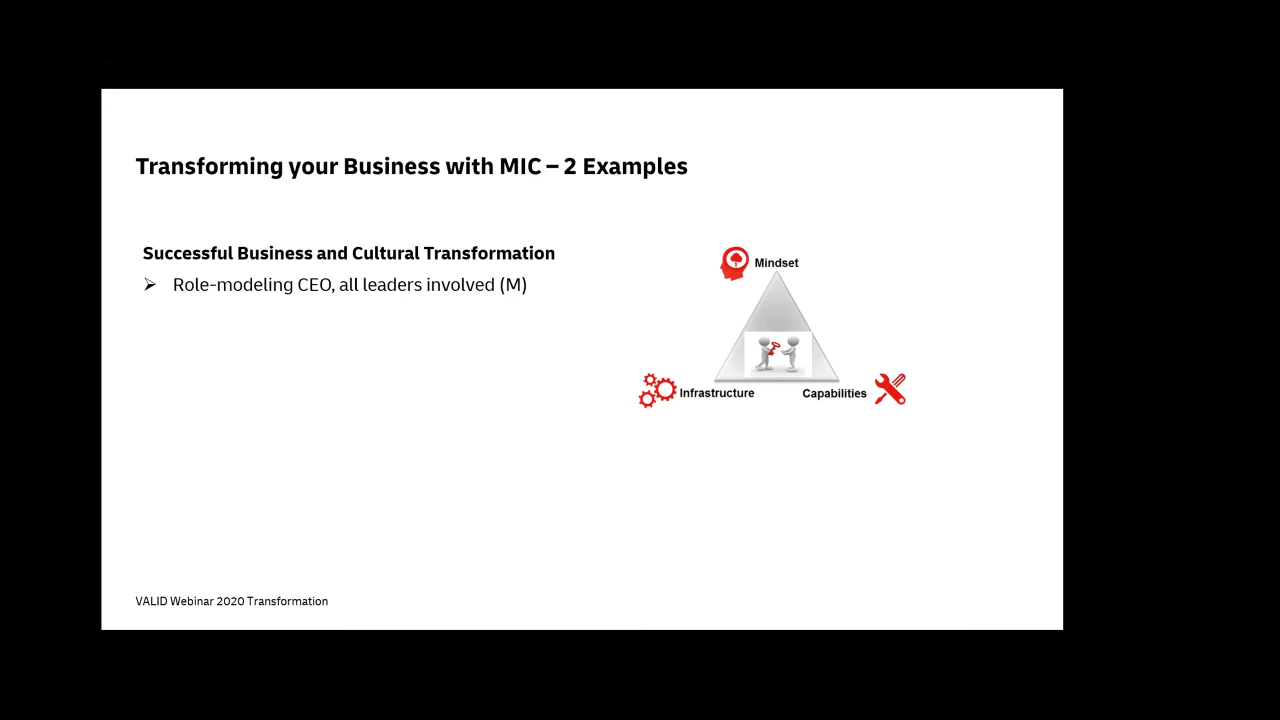 Transforming your Business with MIC – 2 Examples
Successful Business and Cultural Transformation
Role-modeling CEO, all leaders involved (M)
Mindset
Infrastructure
Capabilities
VALID Webinar 2020 Transformation